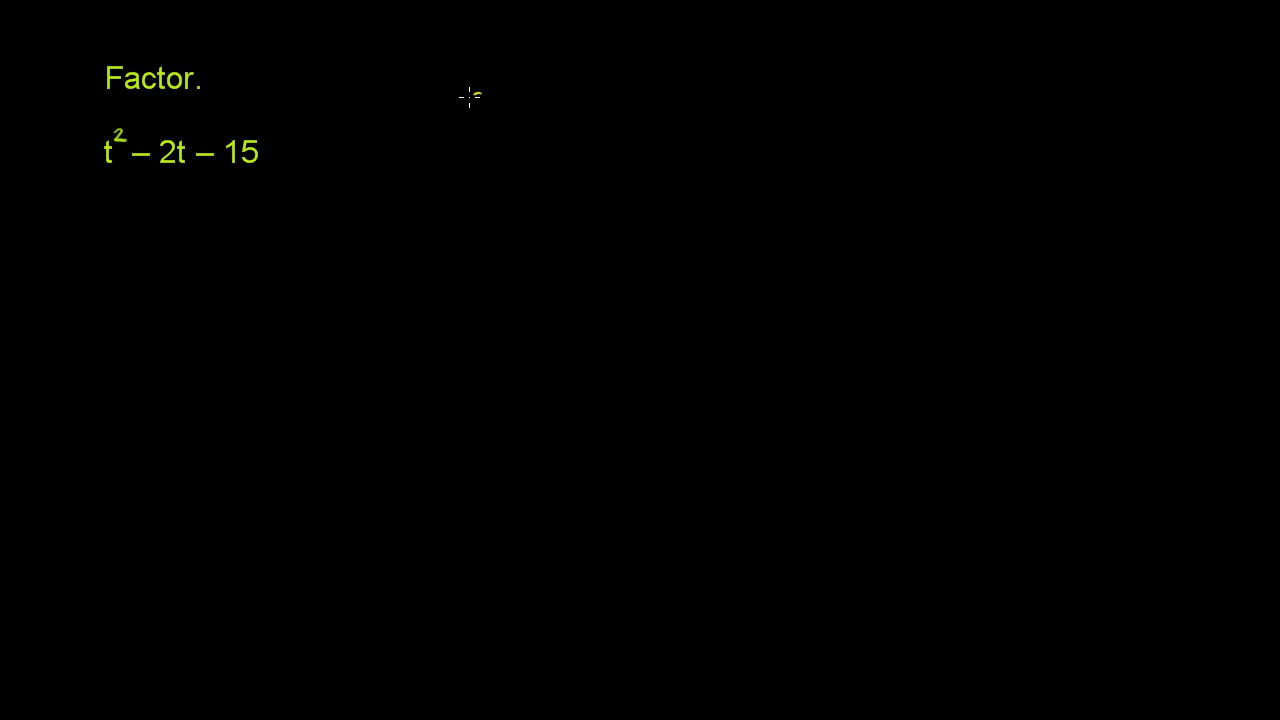 Factor.
t² – 2t – 15